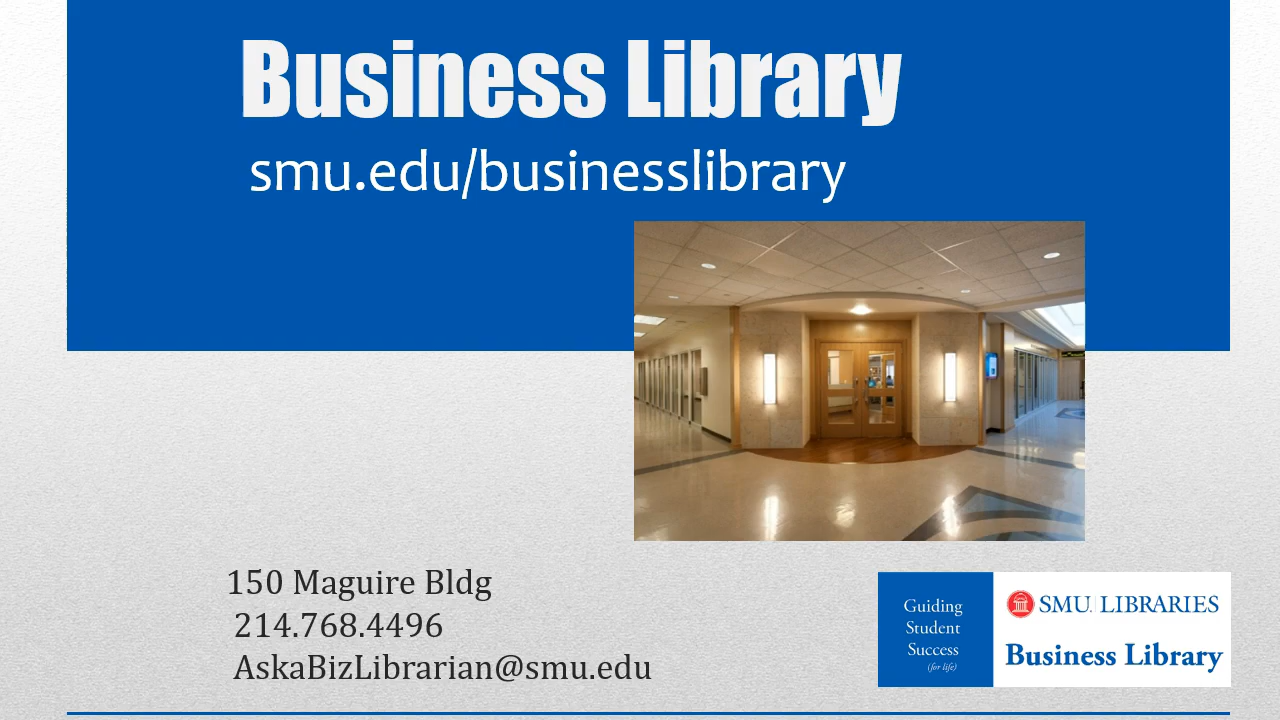 Business Library
smu.edu/businesslibrary
150 Maguire Bldg
214.768.4496
AskaBizLibrarian@smu.edu
Guiding
Student
Success
(for life)
SMU. LIBRARIES
Business Library